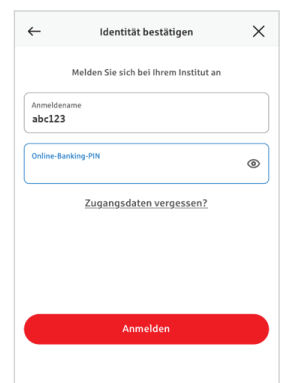 Identität bestätigen
Melden Sie sich bei Ihrem Institut an
Anmeldename
abc123
Online-Banking-PIN
Zugangsdaten vergessen?
Anmelden